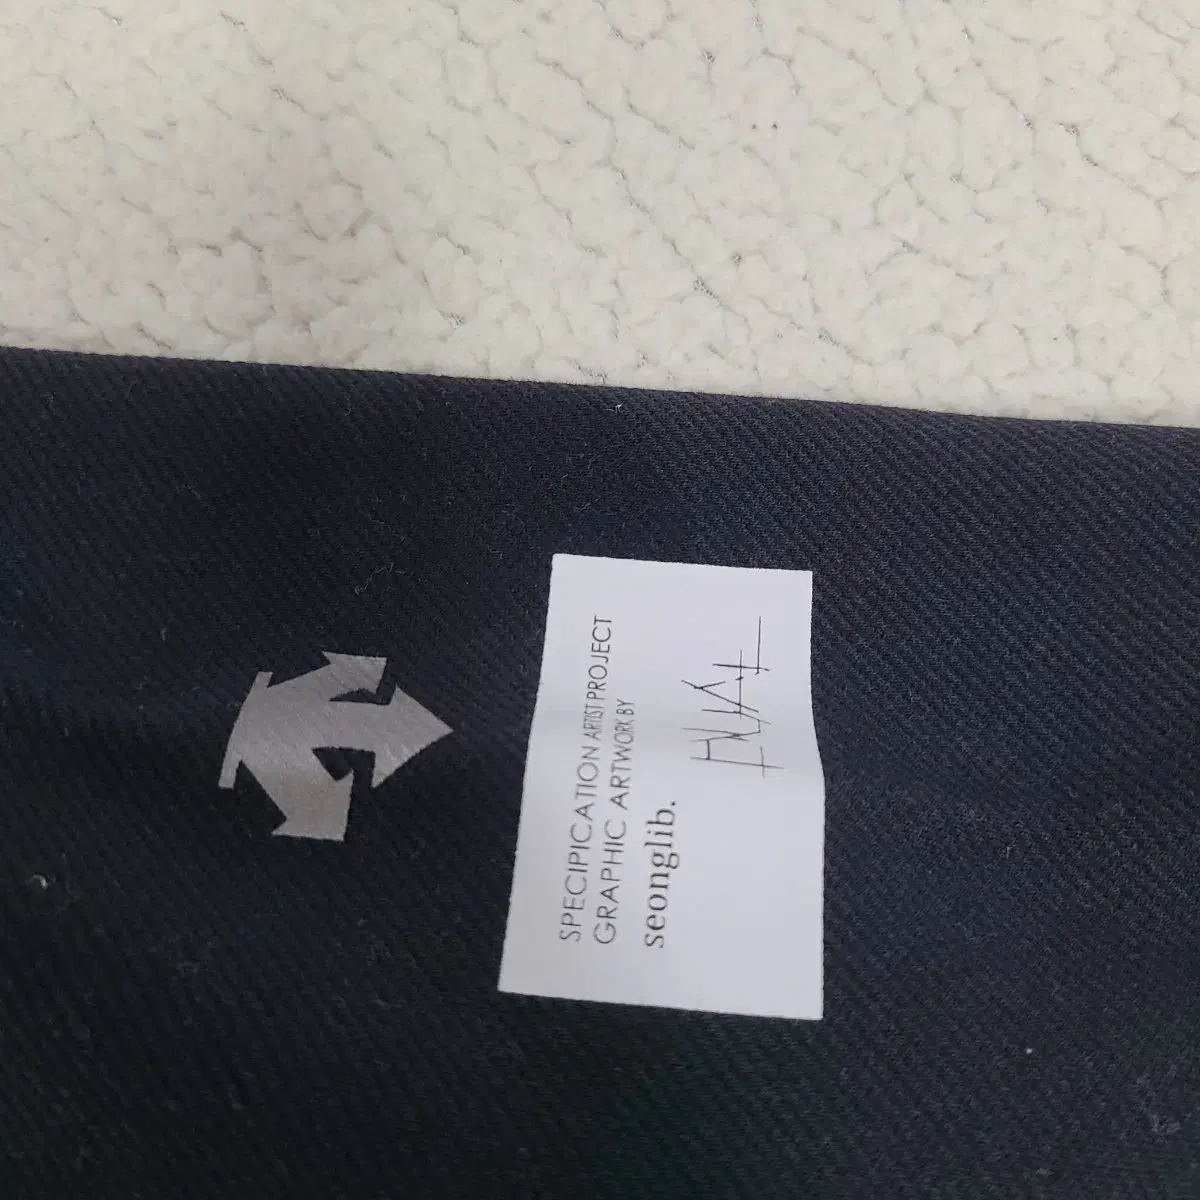 SPECIPICATION ARTIST PROJECT
GRAPHIC ARTWORK BY
seonglib.